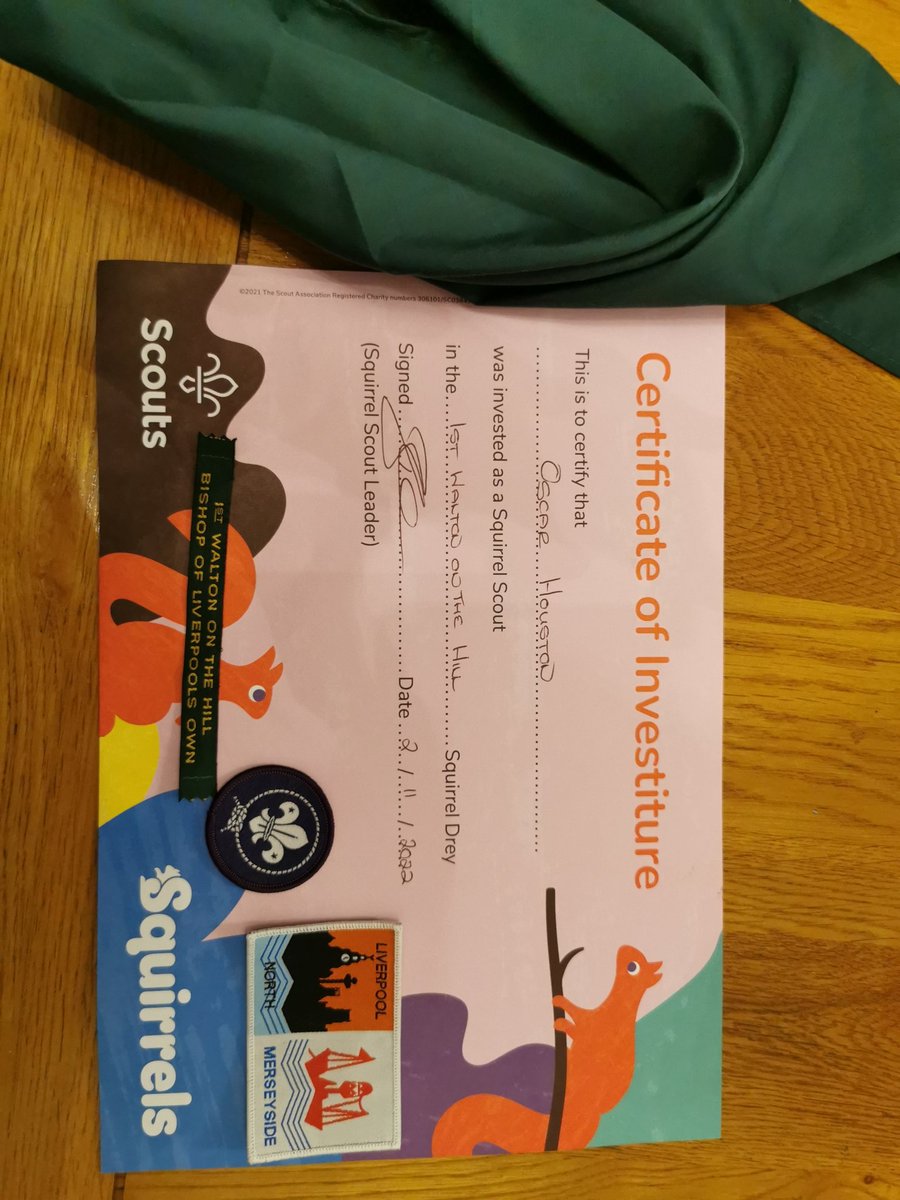 Certificate of Investiture
This is to certify that
Oscar Houston
was invested as a Squirrel Scout
in the 1st Walton on the Hill Squirrel Drey
Signed Date 2/11/2022
(Squirrel Scout Leader)
©2021 The Scout Association Registered Charity numbers 306101/SC038
Scouts
1ST WALTON ON THE HILL
BISHOP OF LIVERPOOLS OWN
Squirrels
LIVERPOOL
NORTH
MERSEYSIDE